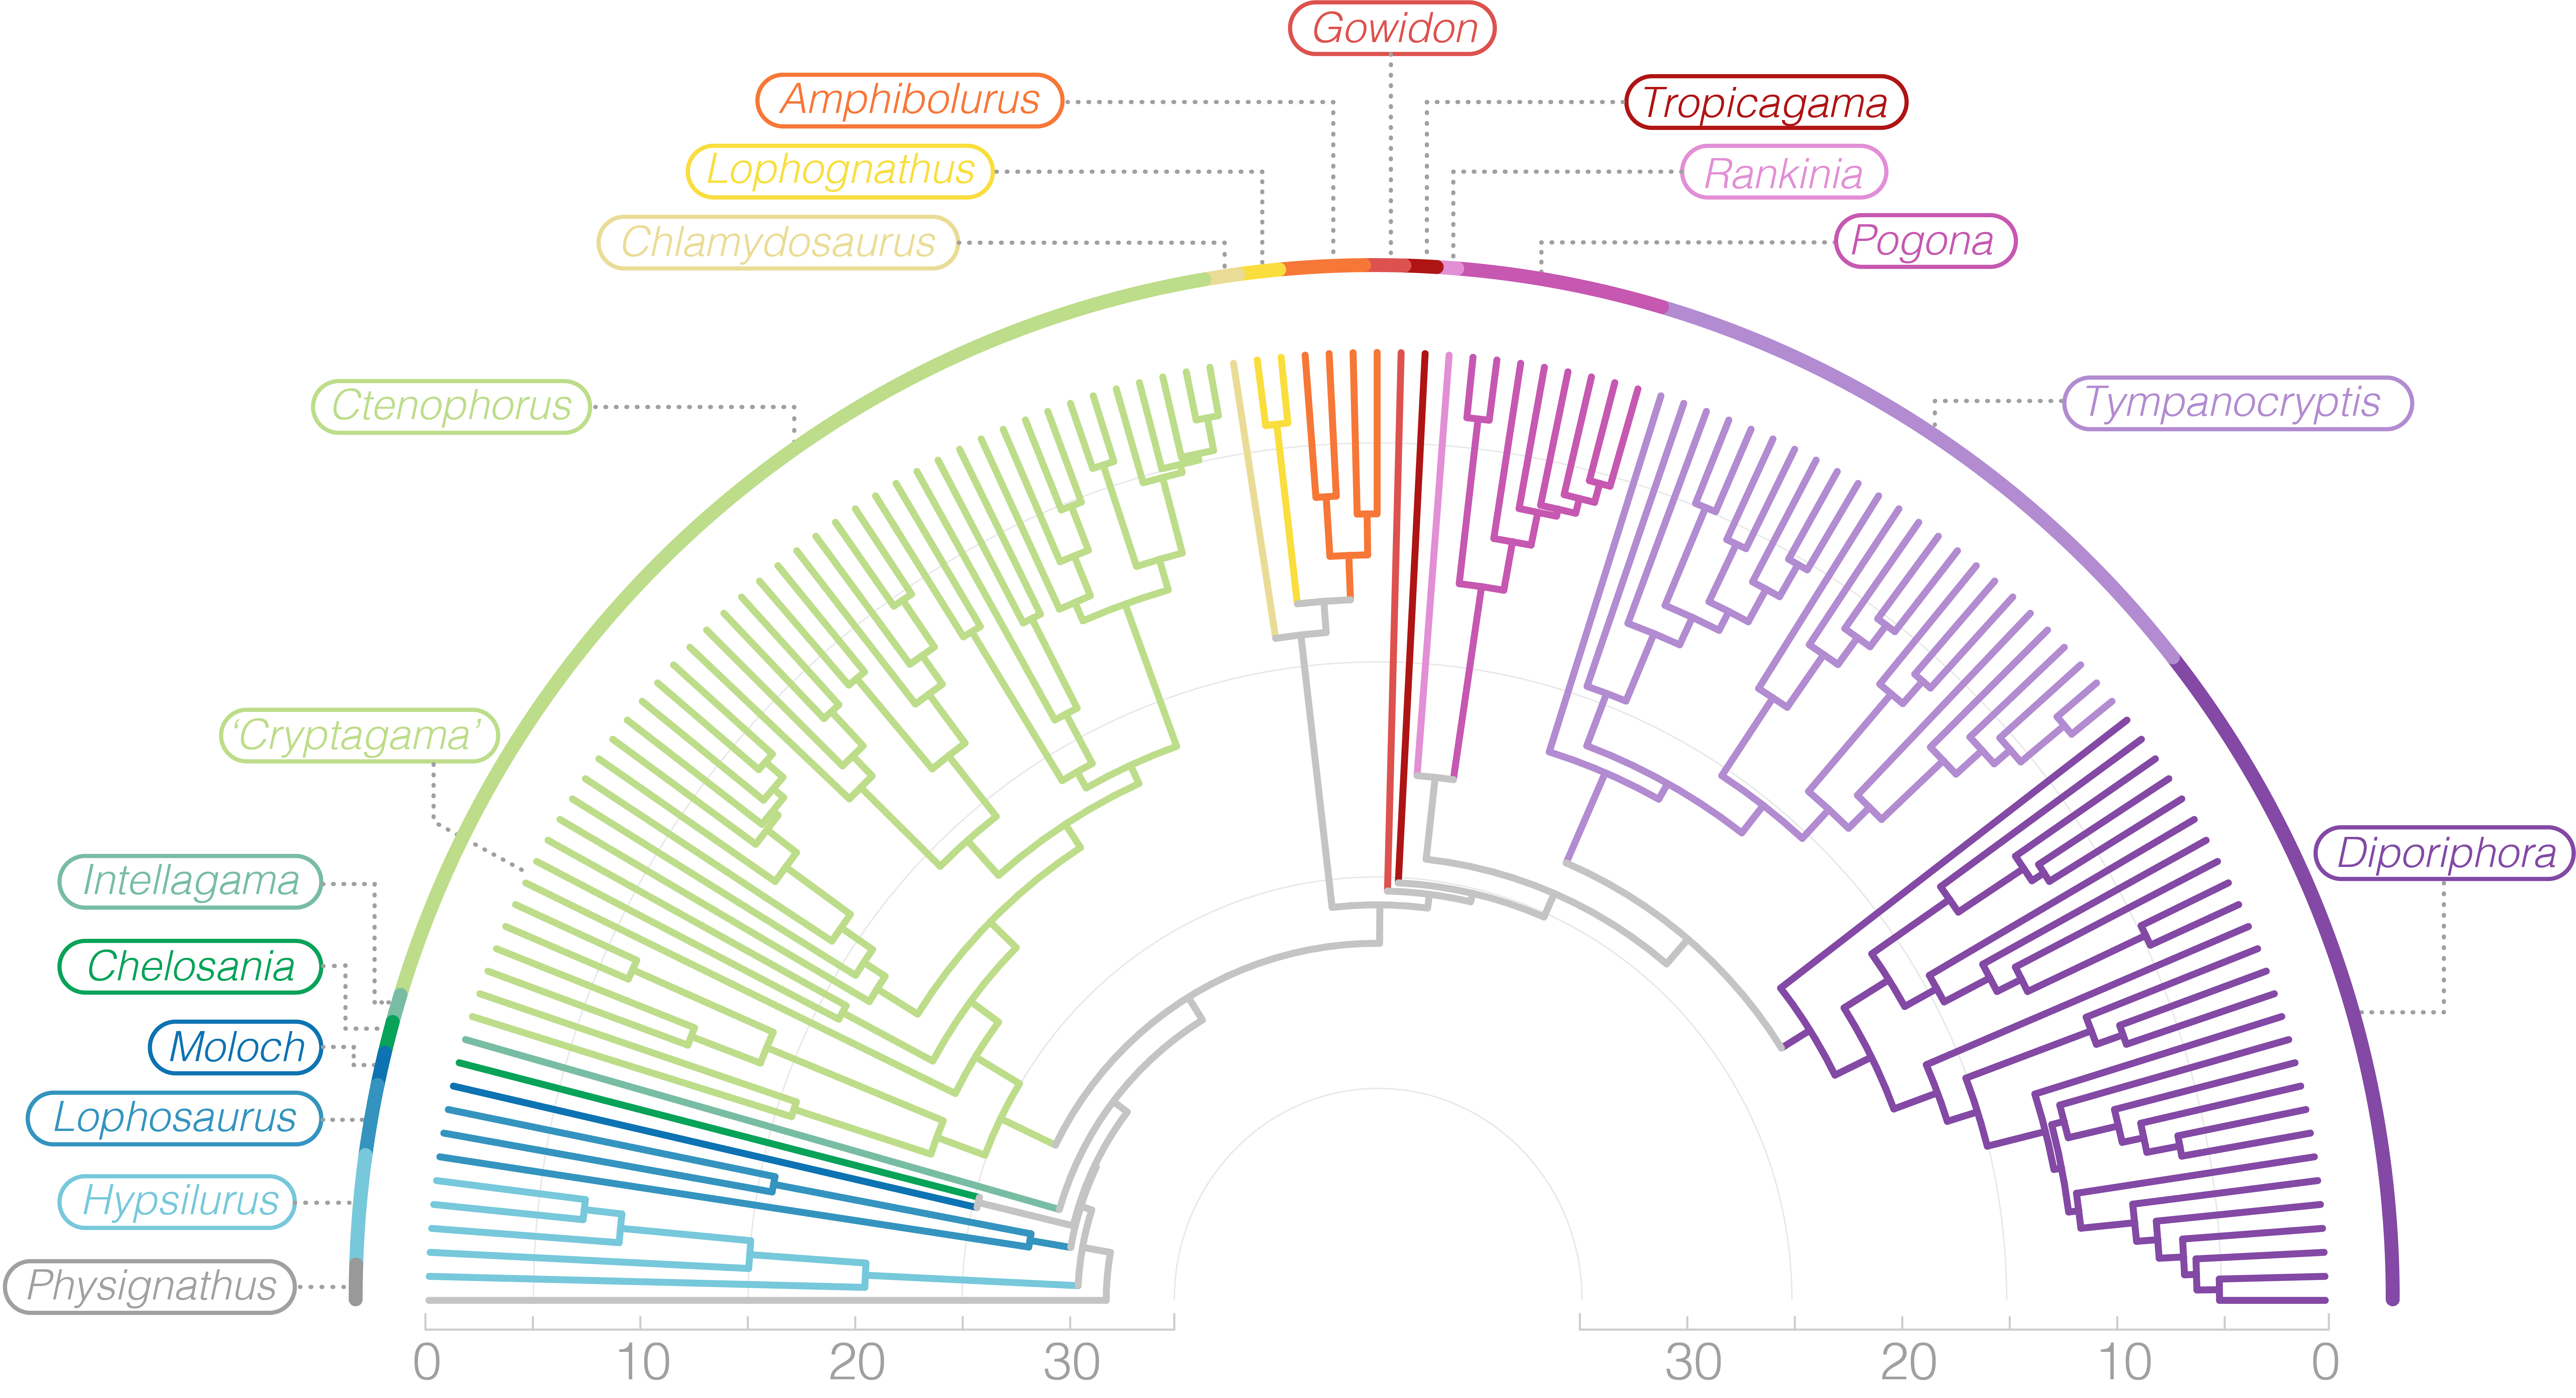 Gowidon
Amphibolurus
Tropicagama
Lophognathus
Rankinia
Chlamydosaurus
Pogona
Ctenophorus
Tympanocryptis
‘Cryptagama’
Intellagama
Diporiphora
Chelosania
Moloch
Lophosaurus
Hypsilurus
Physignathus
0 10 20 30 30 20 10 0